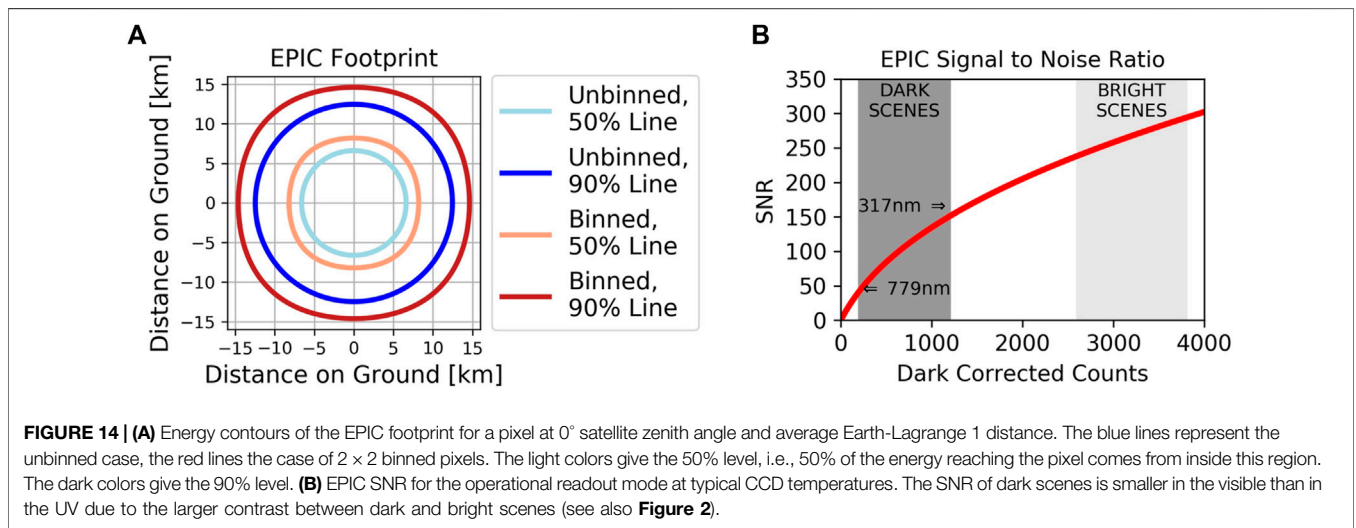 A
EPIC Footprint
Distance on Ground [km]
15
10
5
0
−5
−10
−15
−15 −10 −5 0 5 10 15
Distance on Ground [km]
Unbinned,
50% Line
Unbinned,
90% Line
Binned,
50% Line
Binned,
90% Line
B
EPIC Signal to Noise Ratio
SNR
350
300
250
200
150
100
50
0
DARK
SCENES
BRIGHT
SCENES
317nm ⇒
⇐ 779nm
0 1000 2000 3000 4000
Dark Corrected Counts
FIGURE 14 | (A) Energy contours of the EPIC footprint for a pixel at 0° satellite zenith angle and average Earth-Lagrange 1 distance. The blue lines represent the
unbinned case, the red lines the case of 2 × 2 binned pixels. The light colors give the 50% level, i.e., 50% of the energy reaching the pixel comes from inside this region.
The dark colors give the 90% level. (B) EPIC SNR for the operational readout mode at typical CCD temperatures. The SNR of dark scenes is smaller in the visible than in
the UV due to the larger contrast between dark and bright scenes (see also Figure 2).